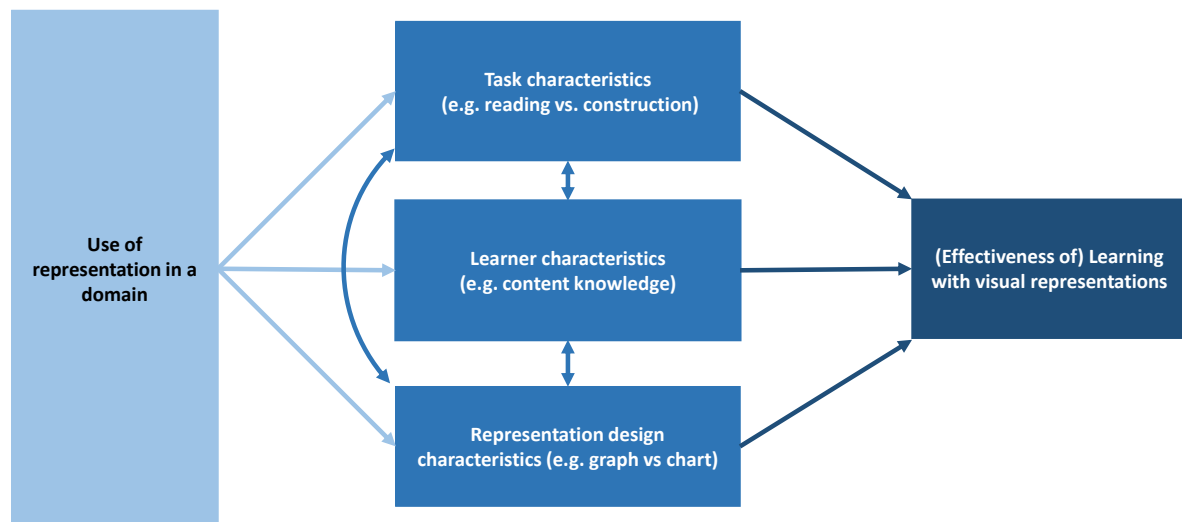 Use of
representation in a
domain
Task characteristics
(e.g. reading vs. construction)
Learner characteristics
(e.g. content knowledge)
Representation design
characteristics (e.g. graph vs chart)
(Effectiveness of) Learning
with visual representations